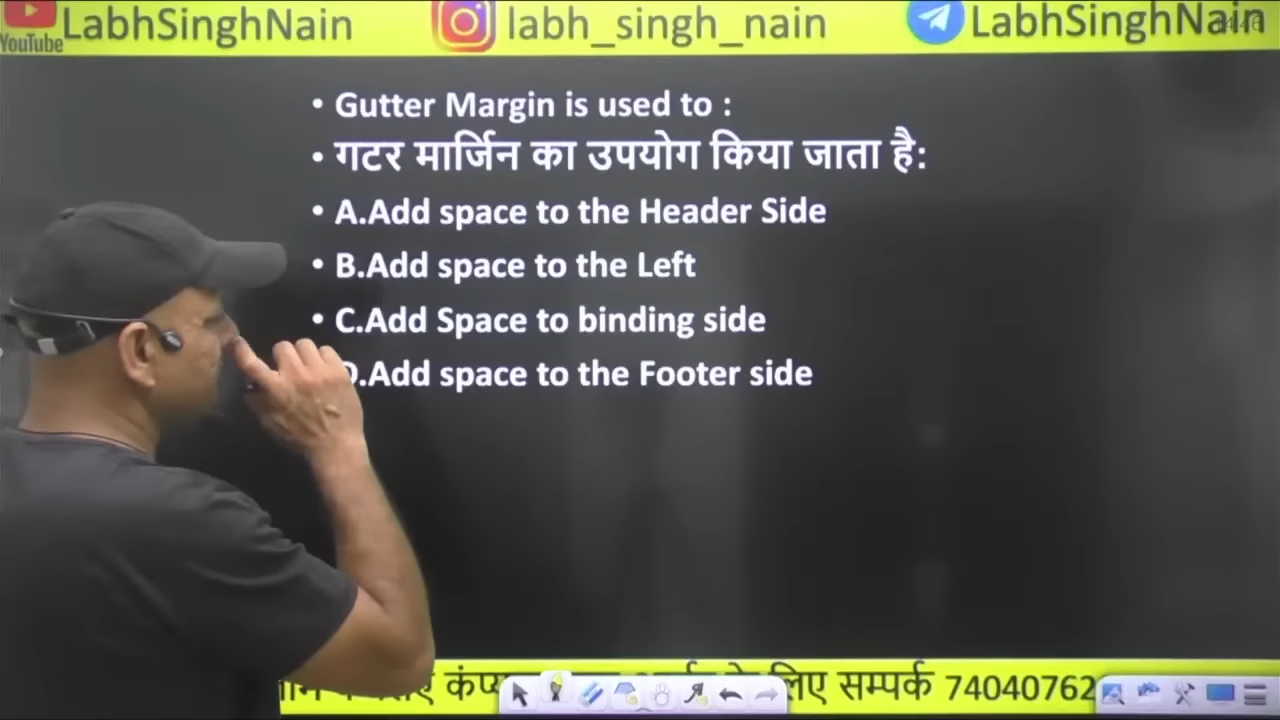 LabhSinghNain labh_singh_nain LabhSinghNain
YouTube
• Gutter Margin is used to :
• गटर मार्जिन का उपयोग किया जाता है:
• A.Add space to the Header Side
• B.Add space to the Left
• C.Add Space to binding side
D.Add space to the Footer side
लिए सम्पर्क 74040762